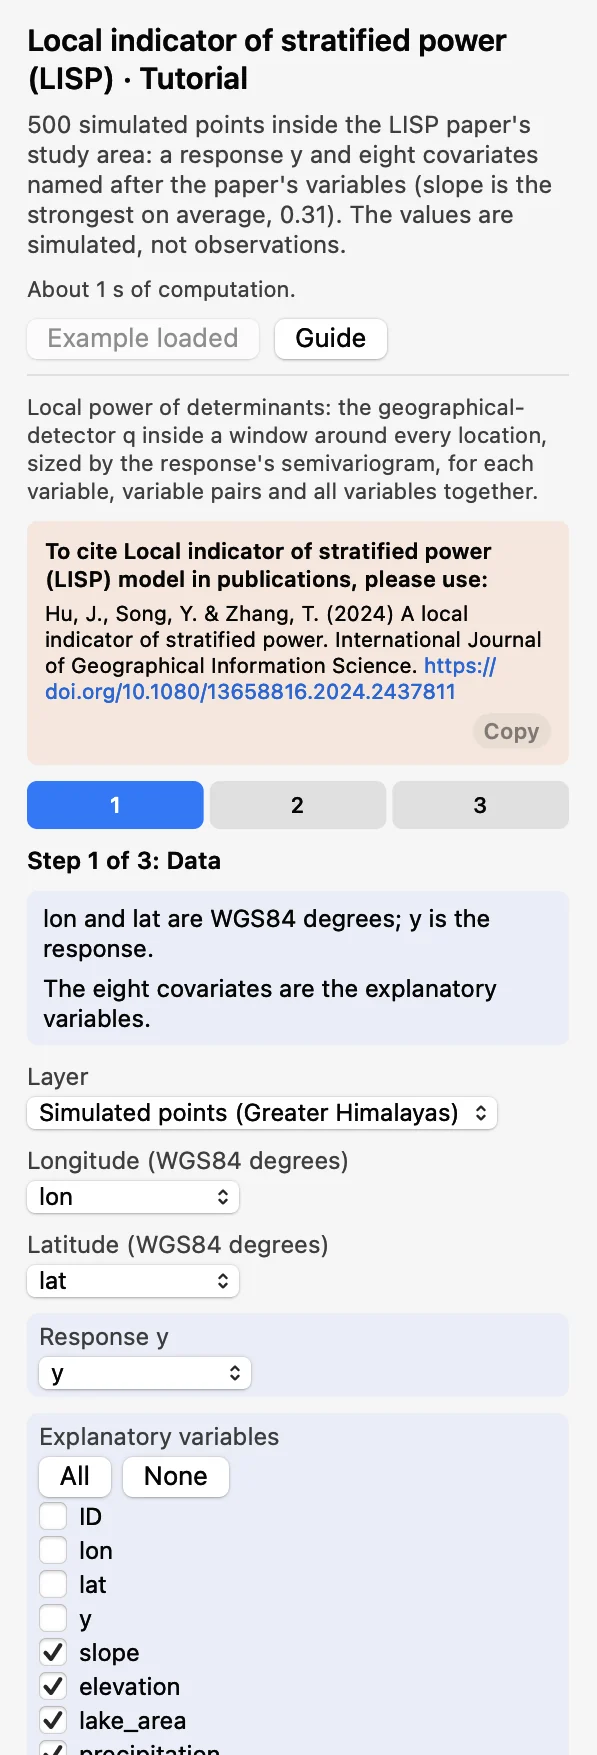 Local indicator of stratified power
(LISP) · Tutorial
500 simulated points inside the LISP paper's
study area: a response y and eight covariates
named after the paper's variables (slope is the
strongest on average, 0.31). The values are
simulated, not observations.
About 1 s of computation.
Example loaded
Guide
Local power of determinants: the geographical-
detector q inside a window around every location,
sized by the response's semivariogram, for each
variable, variable pairs and all variables together.
To cite Local indicator of stratified power
(LISP) model in publications, please use:
Hu, J., Song, Y. & Zhang, T. (2024) A local
indicator of stratified power. International Journal
of Geographical Information Science. https://
doi.org/10.1080/13658816.2024.2437811
Copy
1
2
3
Step 1 of 3: Data
lon and lat are WGS84 degrees; y is the
response.
The eight covariates are the explanatory
variables.
Layer
Simulated points (Greater Himalayas)
Longitude (WGS84 degrees)
lon
Latitude (WGS84 degrees)
lat
Response y
y
Explanatory variables
All
None
ID
lon
lat
y
slope
elevation
lake_area
precipitation